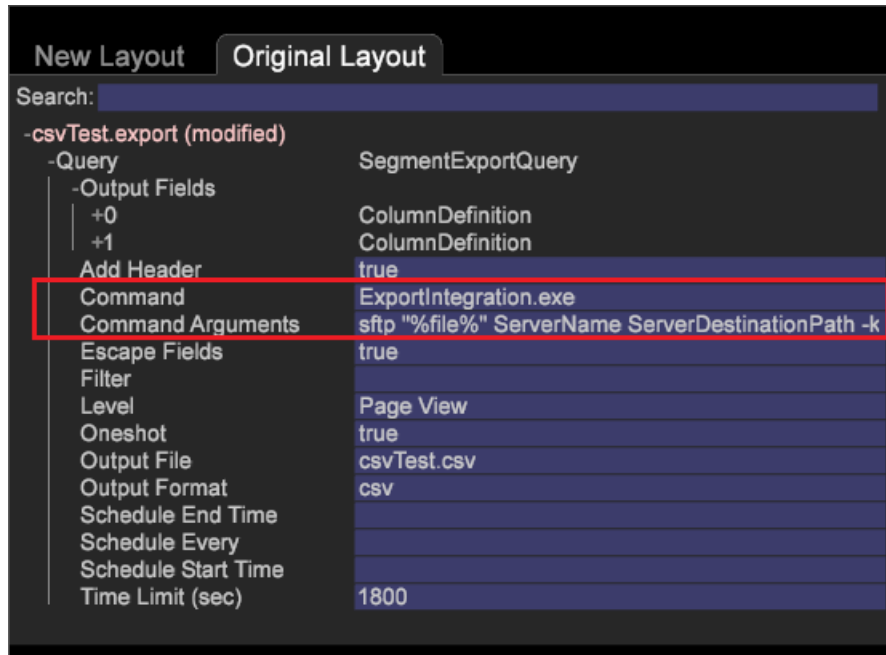 New Layout Original Layout
Search:
-csvTest.export (modified)
-Query SegmentExportQuery
-Output Fields
+0 ColumnDefinition
+1 ColumnDefinition
Add Header true
Command ExportIntegration.exe
Command Arguments sftp "%file%" ServerName ServerDestinationPath -k
Escape Fields true
Filter
Level Page View
Oneshot true
Output File csvTest.csv
Output Format csv
Schedule End Time
Schedule Every
Schedule Start Time
Time Limit (sec) 1800